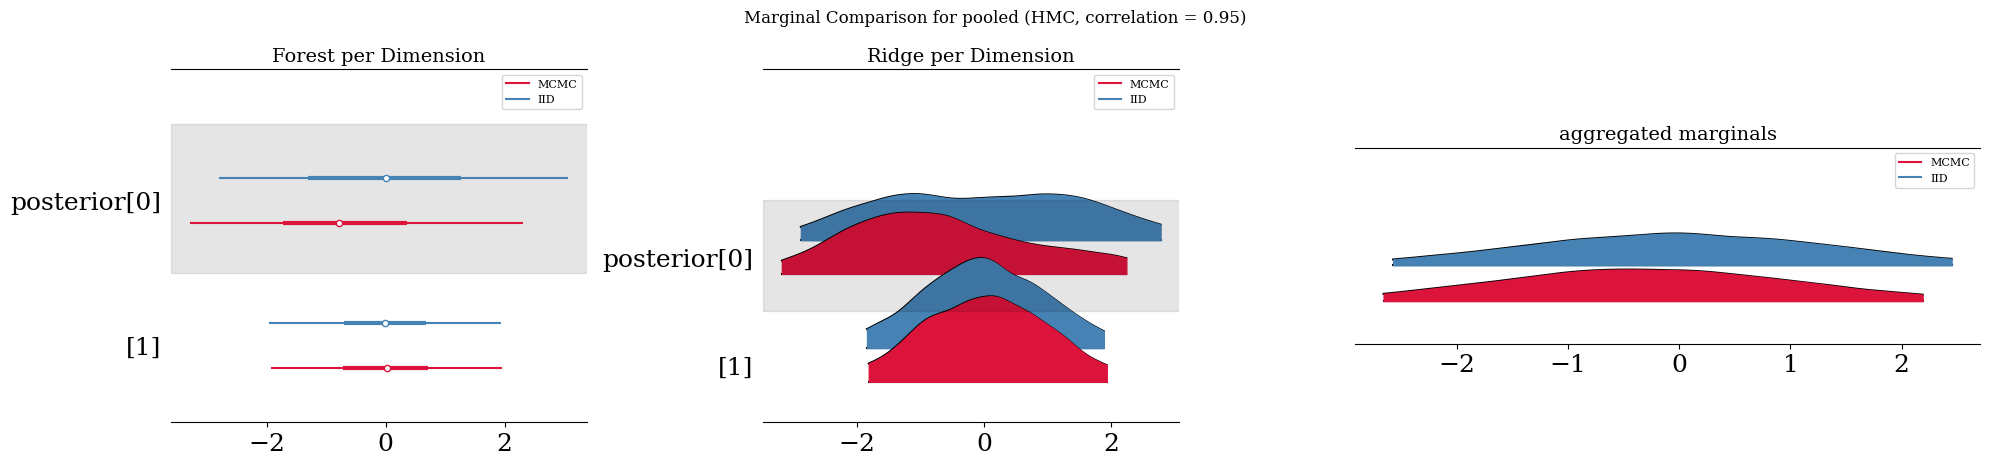 Marginal Comparison for pooled (HMC, correlation = 0.95)
Forest per Dimension
MCMC
IID
posterior[0]
[1]
−2 0 2
Ridge per Dimension
MCMC
IID
posterior[0]
[1]
−2 0 2
aggregated marginals
MCMC
IID
−2 −1 0 1 2